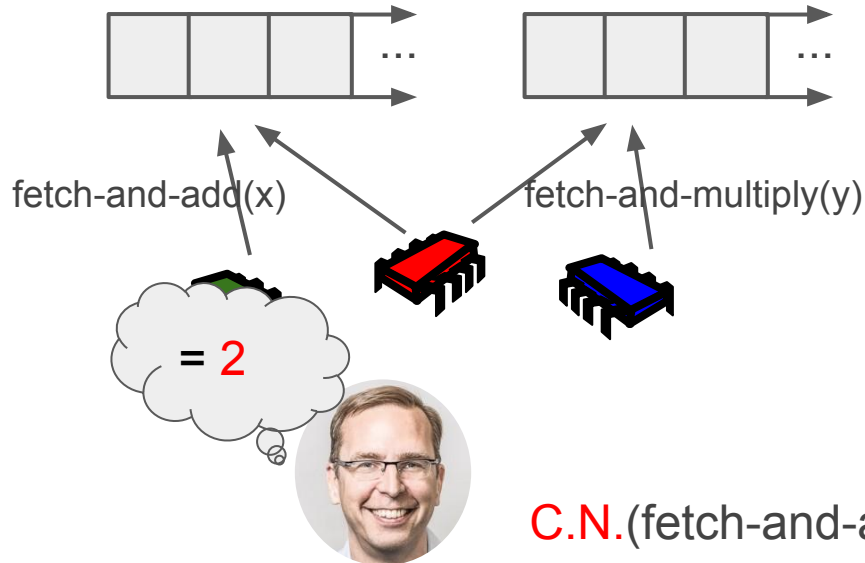 ... ...
fetch-and-add(x) fetch-and-multiply(y)
= 2
C.N.(fetch-and-a